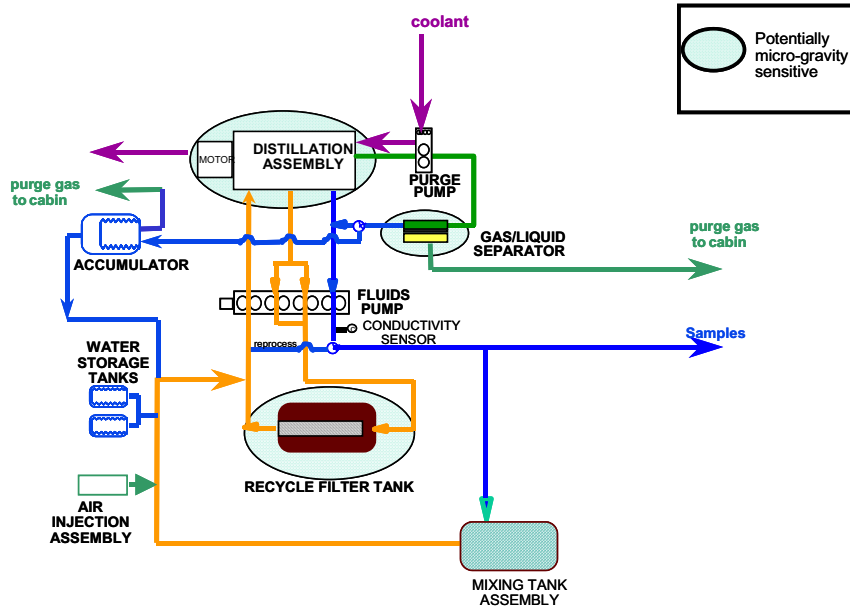 coolant
Potentially
micro-gravity
sensitive
MOTOR
DISTILLATION
ASSEMBLY
PURGE
PUMP
purge gas
to cabin
ACCUMULATOR
GAS/LIQUID
SEPARATOR
purge gas
to cabin
FLUIDS
PUMP
CONDUCTIVITY
SENSOR
reprocess
Samples
WATER
STORAGE
TANKS
RECYCLE FILTER TANK
AIR
INJECTION
ASSEMBLY
MIXING TANK
ASSEMBLY